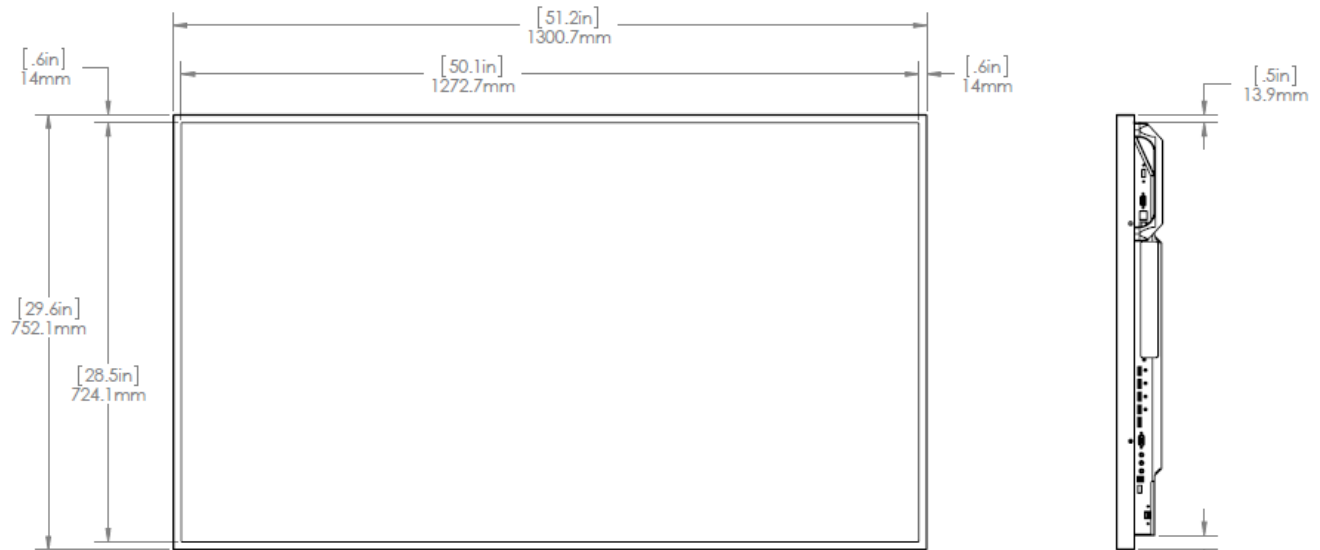 [51.2in]
1300.7mm
[.6in]
14mm
[50.1in]
1272.7mm
[.6in]
14mm
[.5in]
13.9mm
[29.6in]
752.1mm
[28.5in]
724.1mm